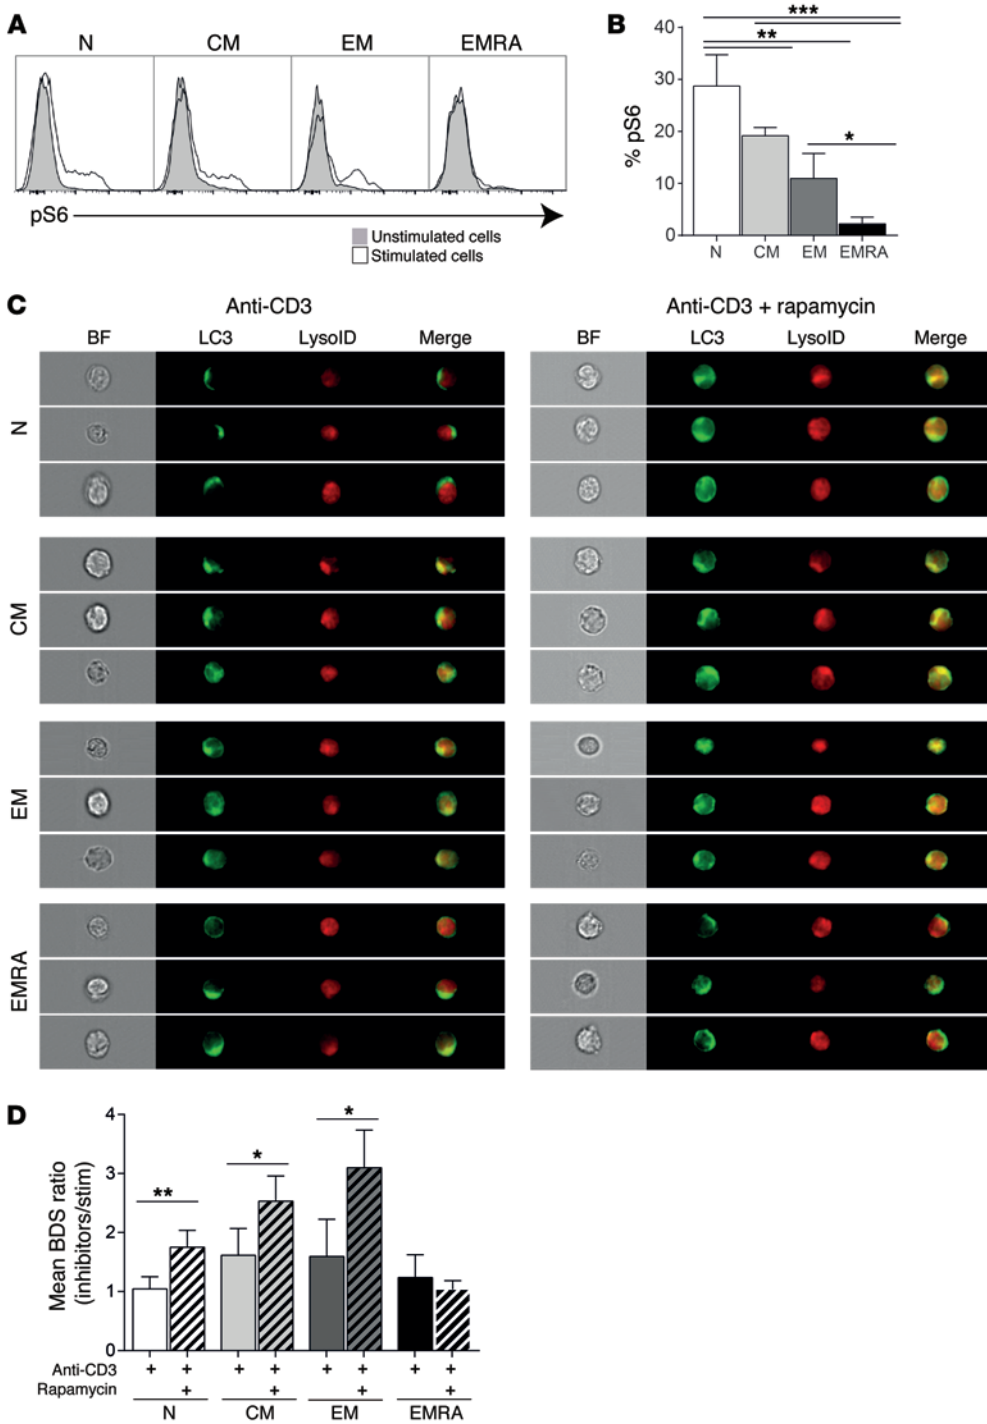 A
N CM EM EMRA
pS6
Unstimulated cells
Stimulated cells
B
***
**
*
% pS6
40
30
20
10
0
N CM EM EMRA
C
Anti-CD3 Anti-CD3 + rapamycin
BF LC3 LysoID Merge BF LC3 LysoID Merge
N
CM
EM
EMRA
D
Mean BDS ratio
(inhibitors/stim)
4
3
2
1
0
** * *
Anti-CD3 + + + + + + + +
Rapamycin + + + +
N CM EM EMRA